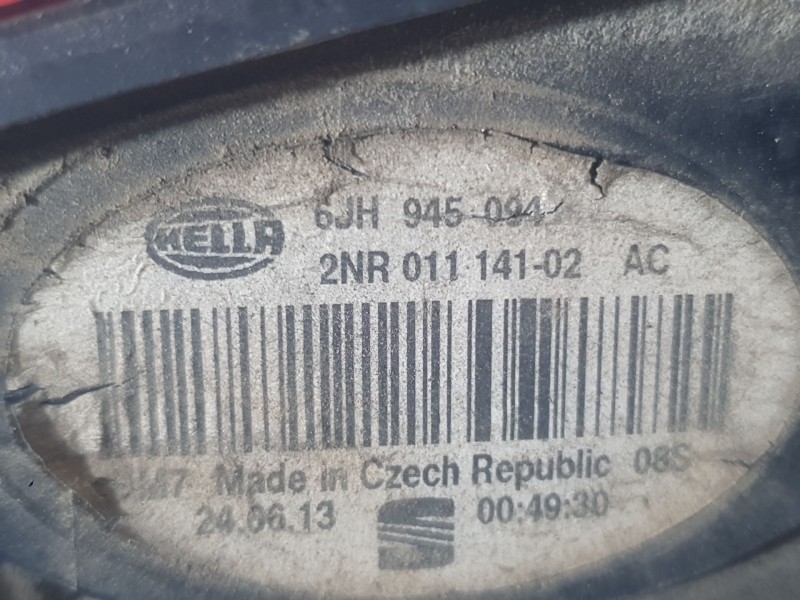 HELLA
6JH 945 094
2NR 011 141-02 AC
Made in Czech Republic 08S
24.06.13 00:49:30